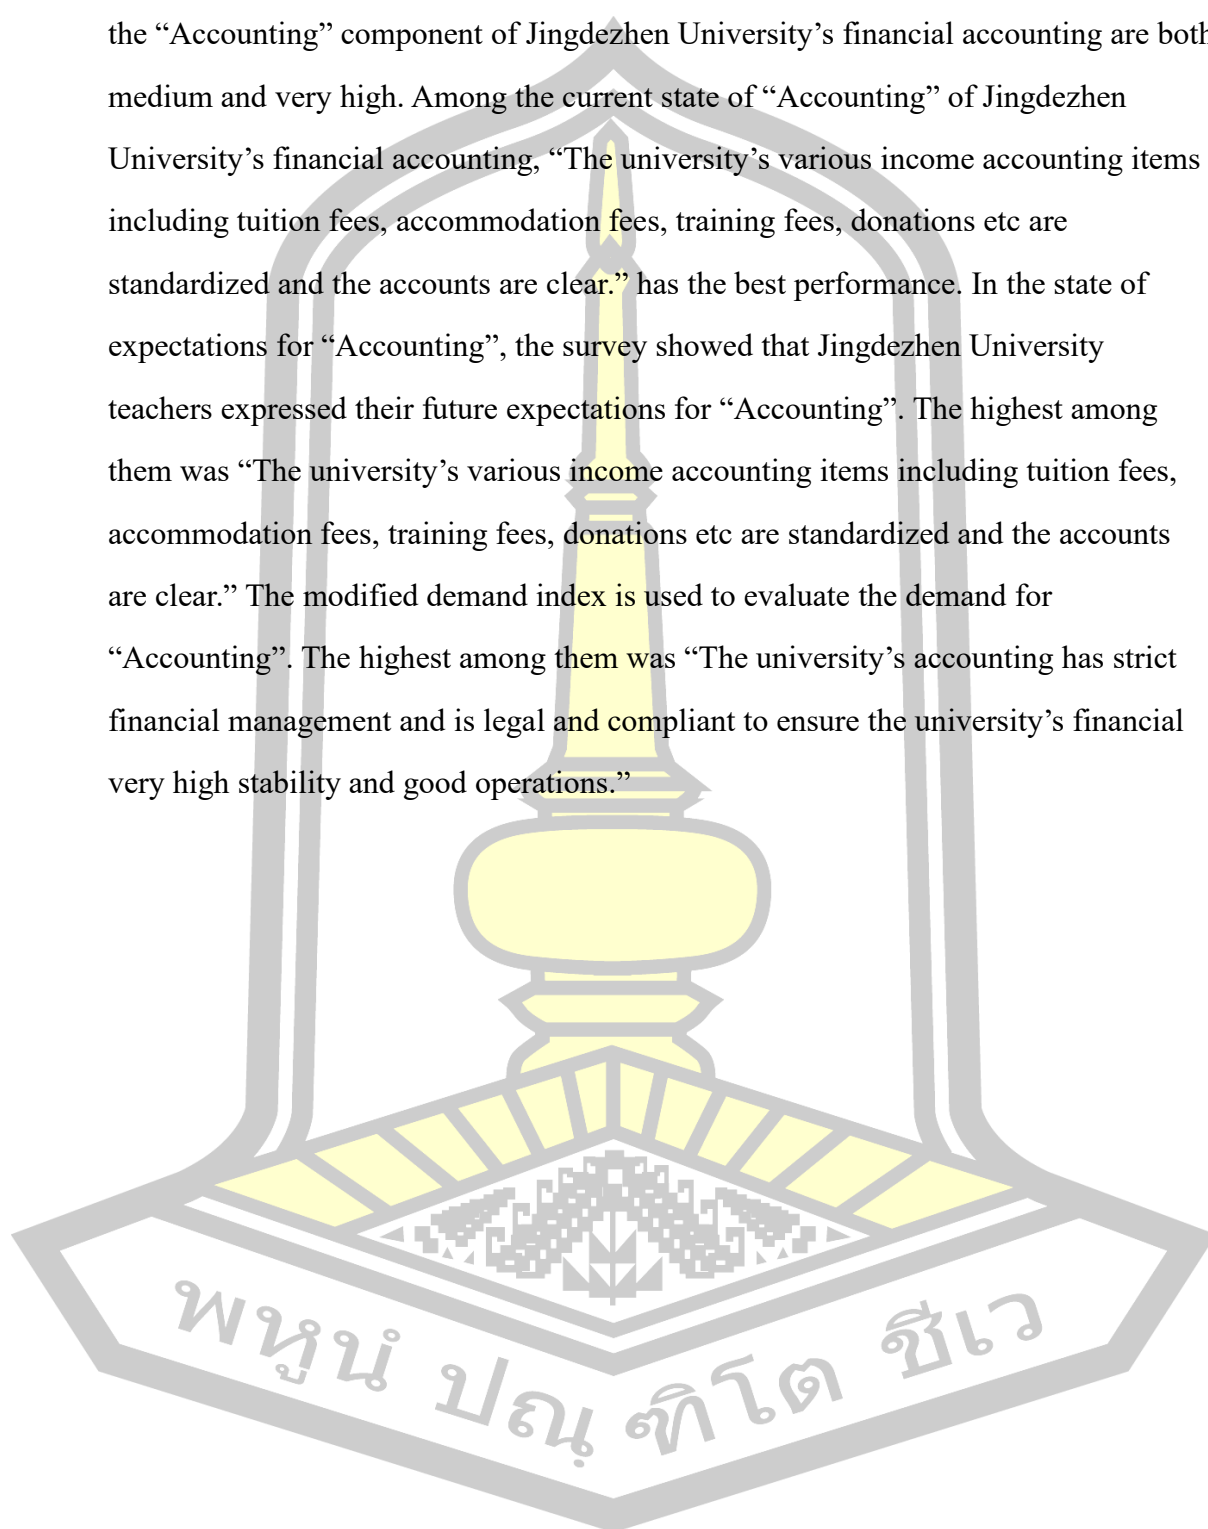 the “Accounting” component of Jingdezhen University’s financial accounting are both
medium and very high. Among the current state of “Accounting” of Jingdezhen
University’s financial accounting, “The university’s various income accounting items
including tuition fees, accommodation fees, training fees, donations etc are
standardized and the accounts are clear.” has the best performance. In the state of
expectations for “Accounting”, the survey showed that Jingdezhen University
teachers expressed their future expectations for “Accounting”. The highest among
them was “The university’s various income accounting items including tuition fees,
accommodation fees, training fees, donations etc are standardized and the accounts
are clear.” The modified demand index is used to evaluate the demand for
“Accounting”. The highest among them was “The university’s accounting has strict
financial management and is legal and compliant to ensure the university’s financial
very high stability and good operations.”
พหูนํ ปณฺฑิโต ชีเว